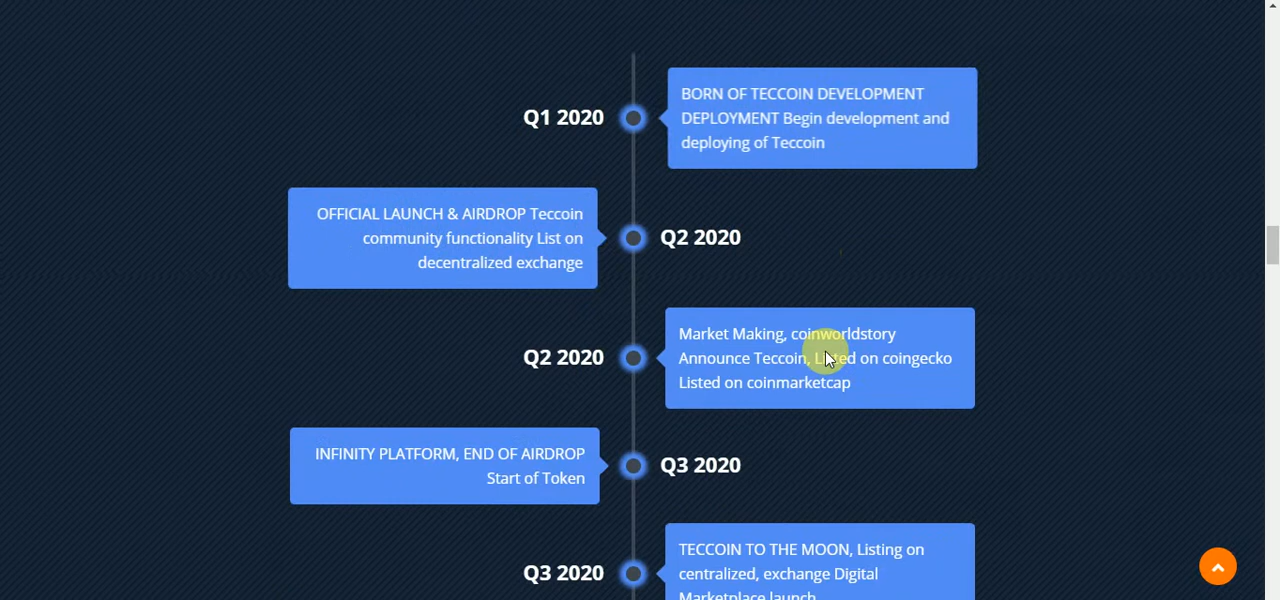 Q1 2020
BORN OF TECCOIN DEVELOPMENT
DEPLOYMENT Begin development and
deploying of Teccoin
OFFICIAL LAUNCH & AIRDROP Teccoin
community functionality List on
decentralized exchange
Q2 2020
Q2 2020
Market Making, coinworldstory
Announce Teccoin, Listed on coingecko
Listed on coinmarketcap
INFINITY PLATFORM, END OF AIRDROP
Start of Token
Q3 2020
Q3 2020
TECCOIN TO THE MOON, Listing on
centralized, exchange Digital
Marketplace launch